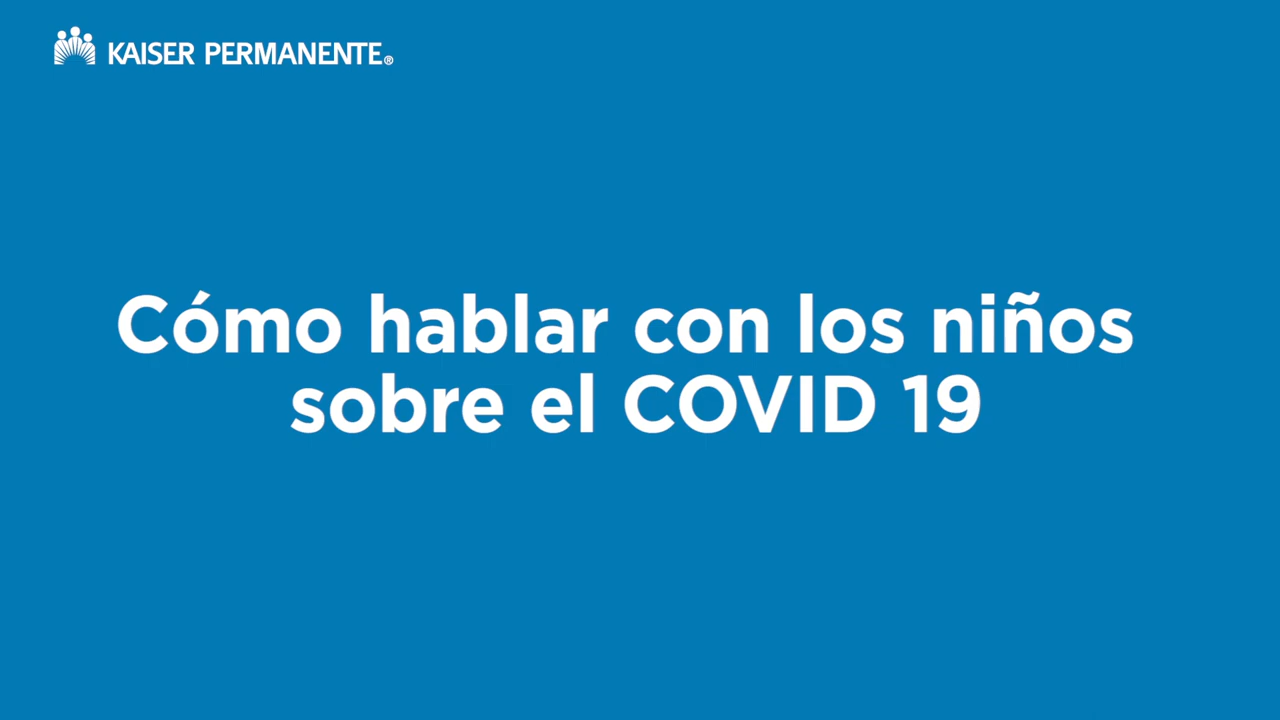 KAISER PERMANENTE®
Cómo hablar con los niños
sobre el COVID 19